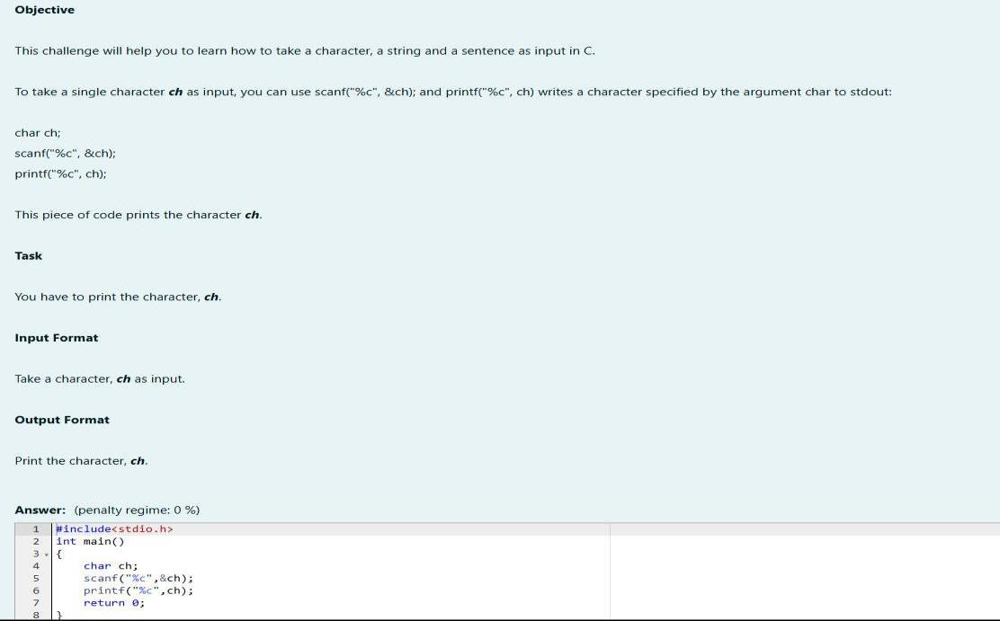 Objective
This challenge will help you to learn how to take a character, a string and a sentence as input in C.
To take a single character ch as input, you can use scanf("%c", &ch); and printf("%c", ch) writes a character specified by the argument char to stdout:
char ch;
scanf("%c", &ch);
printf("%c", ch);
This piece of code prints the character ch.
Task
You have to print the character, ch.
Input Format
Take a character, ch as input.
Output Format
Print the character, ch.
Answer: (penalty regime: 0 %)
1 #include<stdio.h>
2 int main()
3 {
4 char ch;
5 scanf("%c",&ch);
6 printf("%c",ch);
7 return 0;
8 }